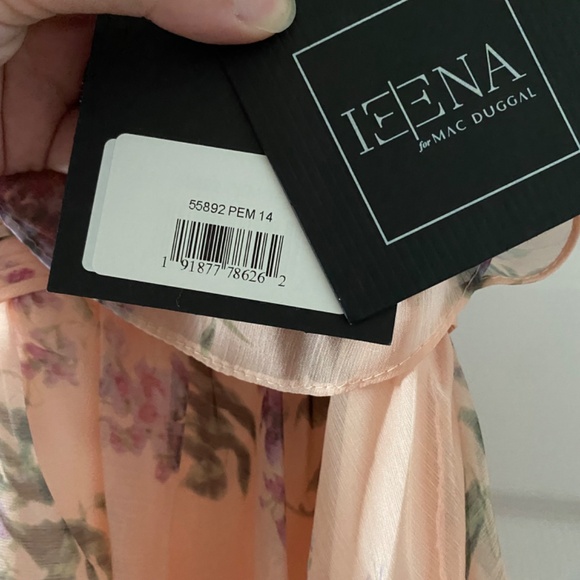 IEENA
for MAC DUGGAL
55892 PEM 14
1 91877 78626 2